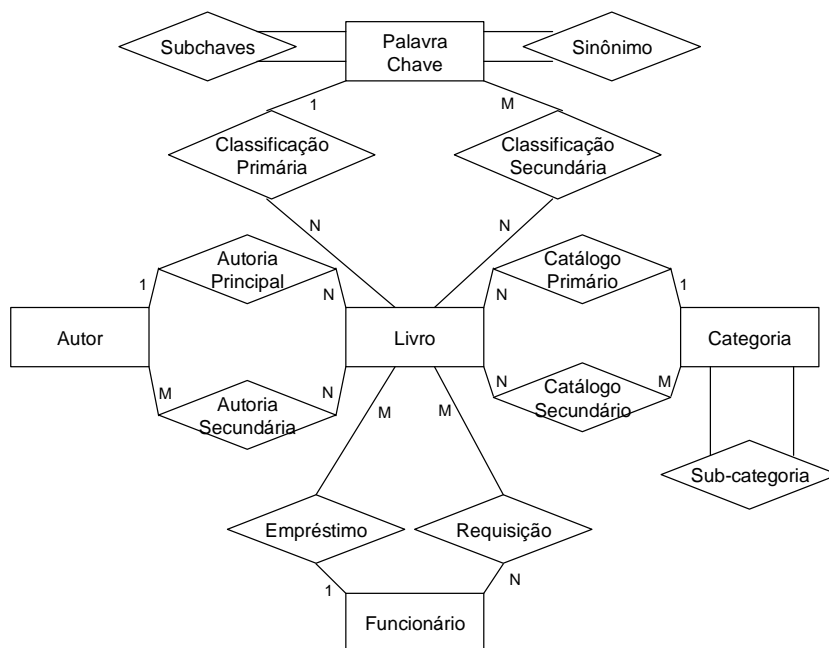 Subchaves
Palavra
Chave
Sinônimo
1
M
Classificação
Primária
Classificação
Secundária
N
N
Autoria
Principal
Catálogo
Primário
1
N
N
1
Autor
Livro
Categoria
M
N
N
M
Autoria
Secundária
Catálogo
Secundário
M
M
Sub-categoria
Empréstimo
Requisição
1
N
Funcionário